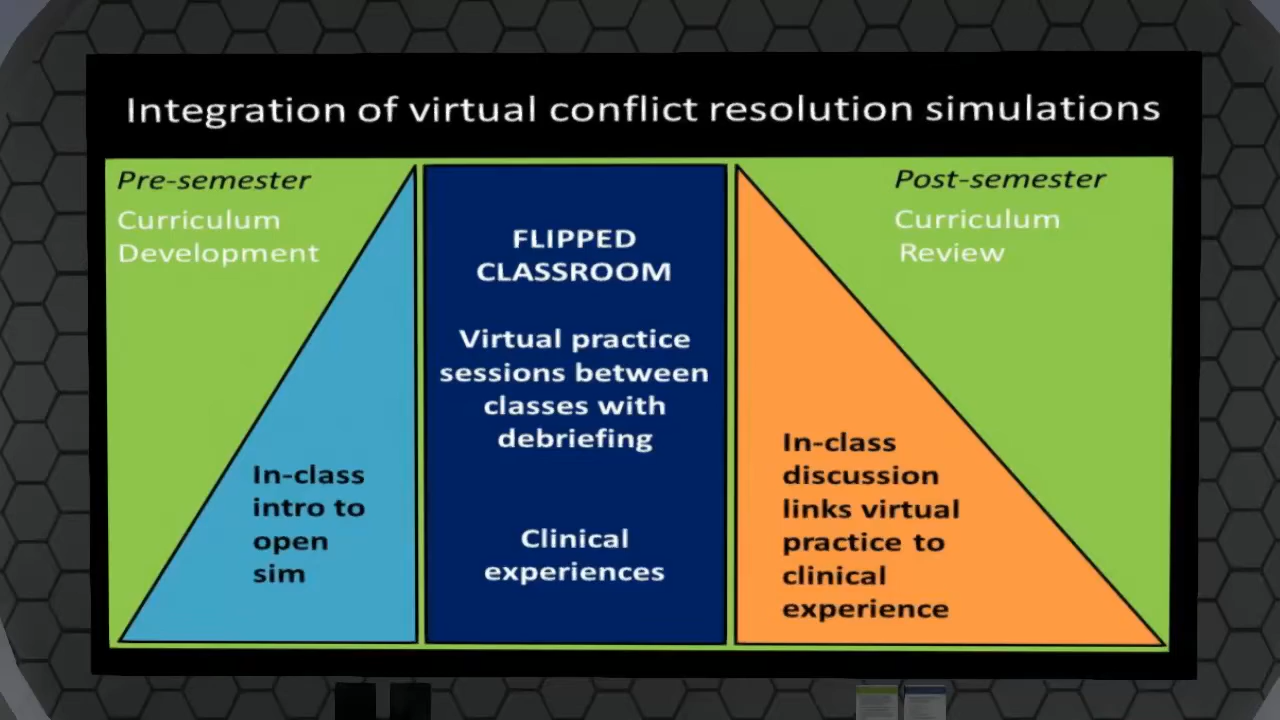 Integration of virtual conflict resolution simulations
Pre-semester
Curriculum
Development
In-class
intro to
open
sim
FLIPPED
CLASSROOM
Virtual practice
sessions between
classes with
debriefing
Clinical
experiences
Post-semester
Curriculum
Review
In-class
discussion
links virtual
practice to
clinical
experience